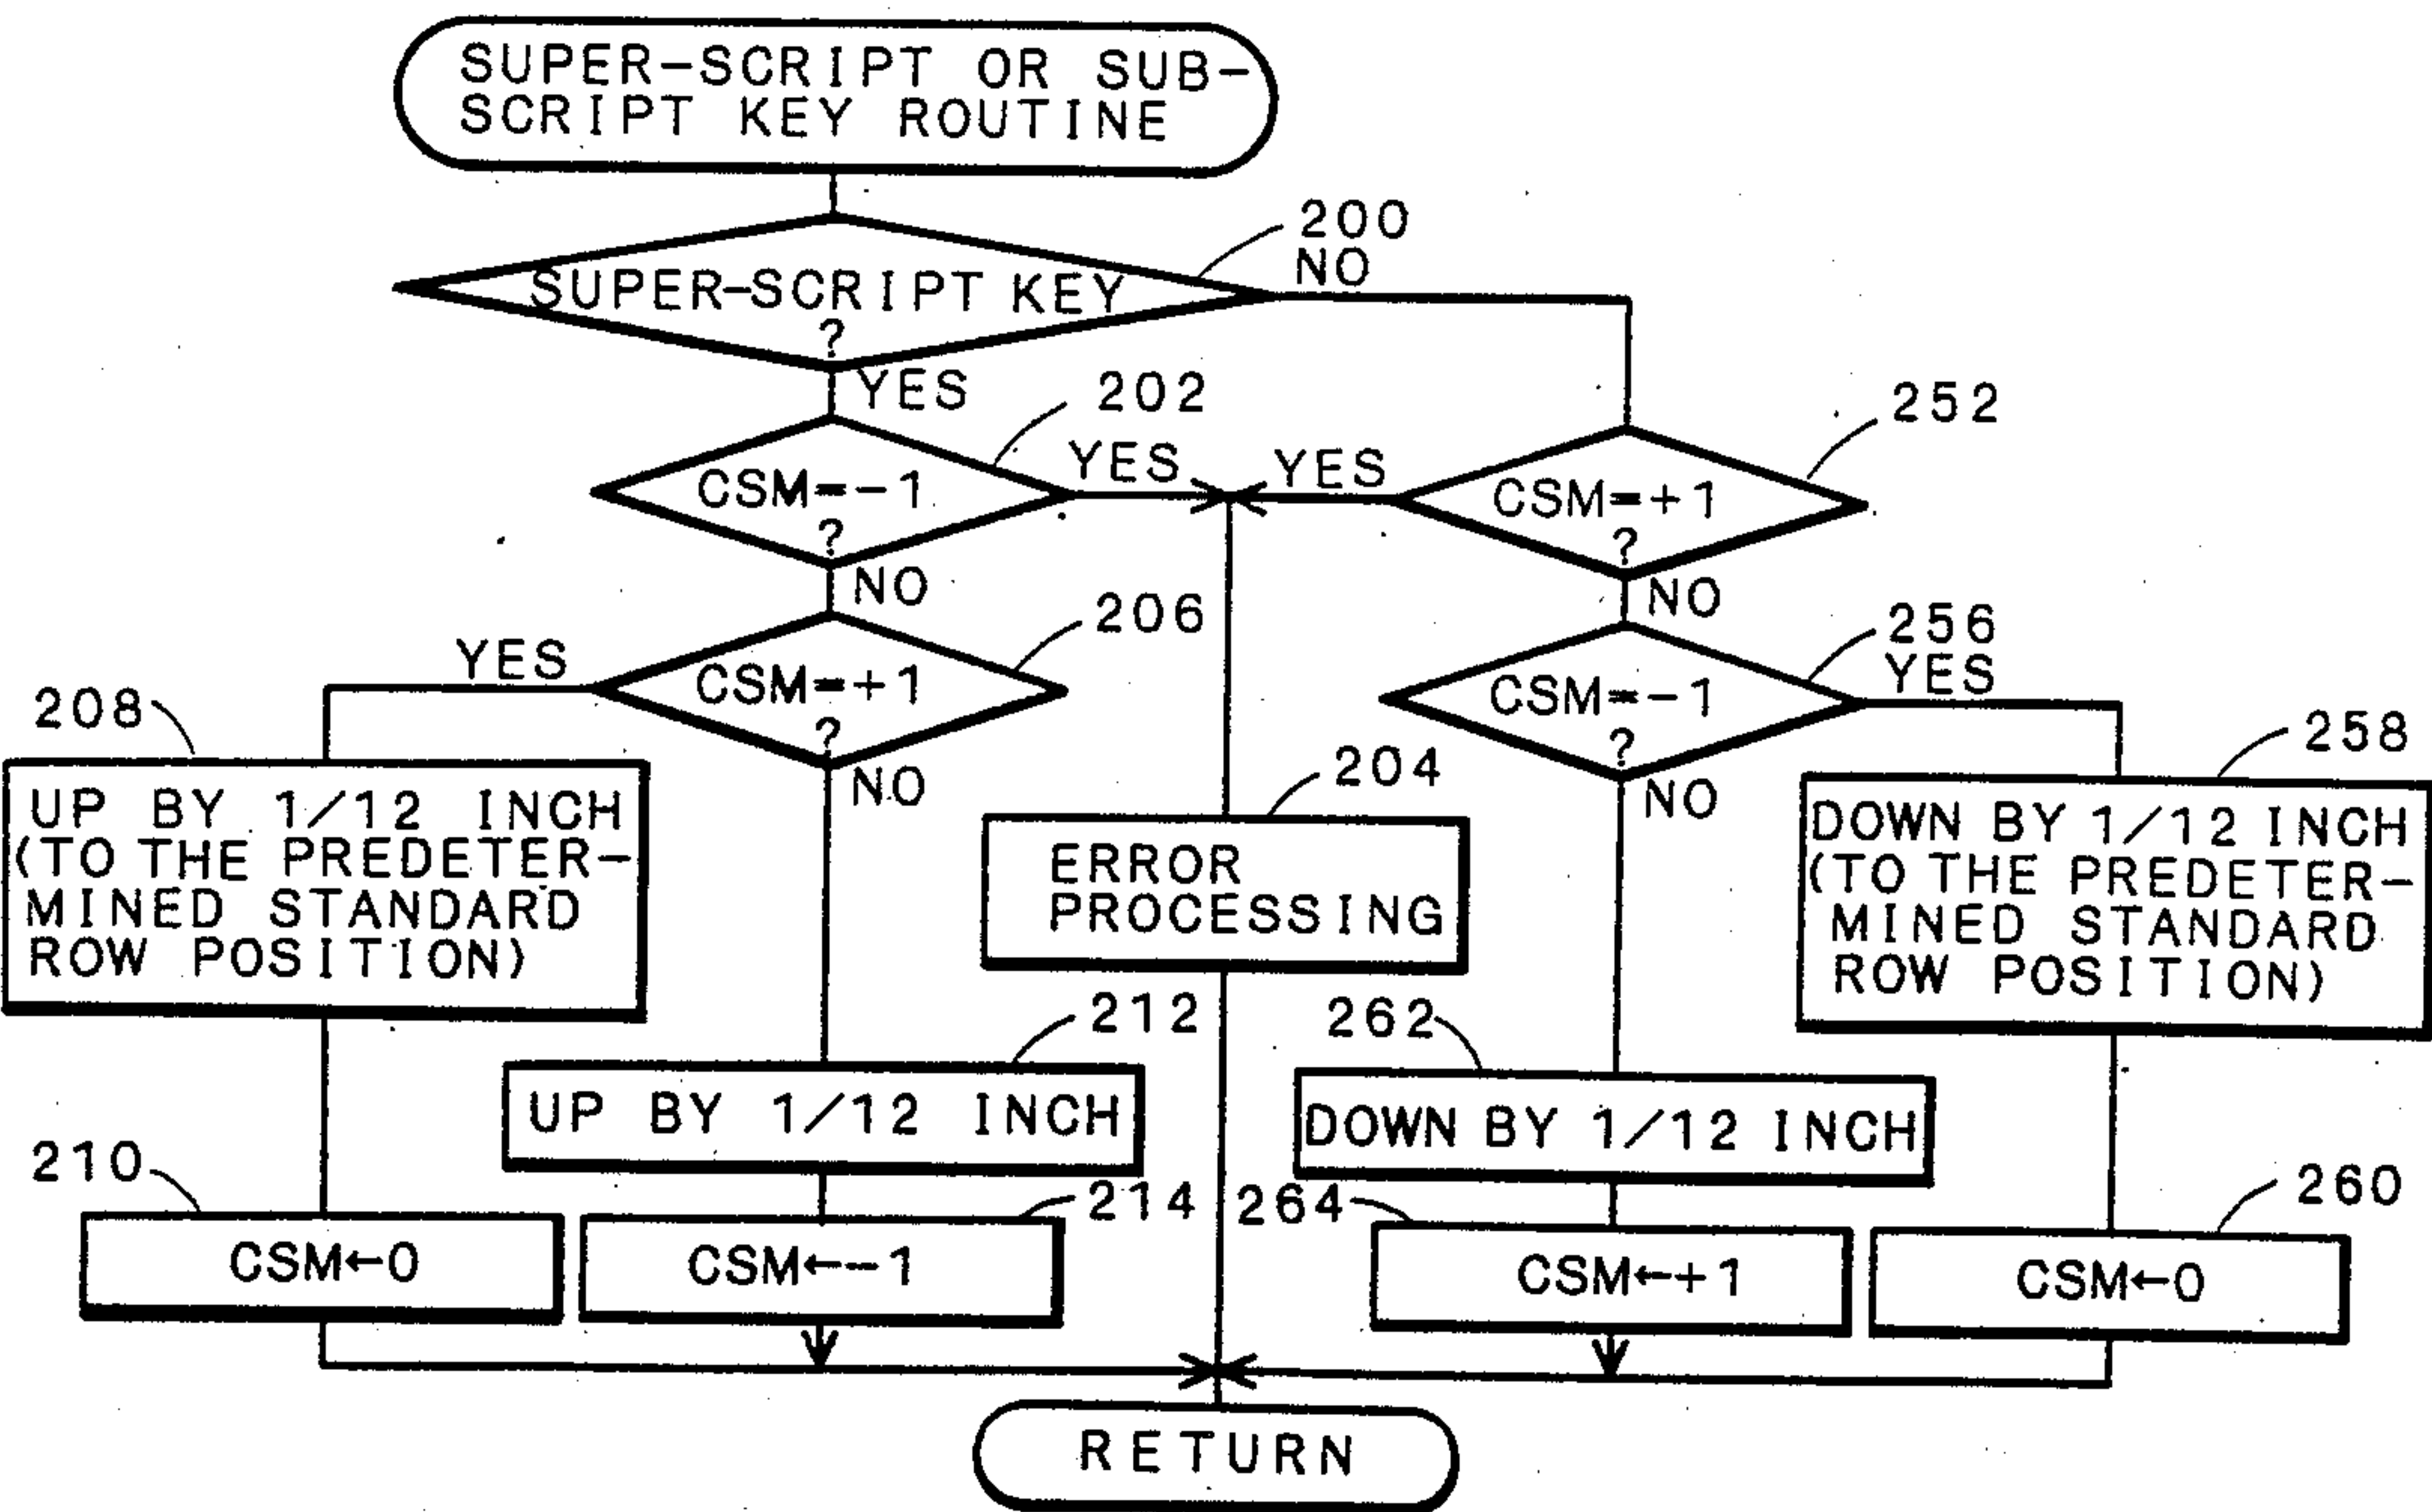 SUPER-SCRIPT OR SUB-
SCRIPT KEY ROUTINE
200
NO
SUPER-SCRIPT KEY
?
YES
202
252
YES
YES
CSM=-1
?
CSM=+1
?
NO
NO
206
256
YES
YES
CSM=+1
?
CSM=-1
?
208
258
NO
NO
204
UP BY 1/12 INCH
(TO THE PREDETER-
MINED STANDARD
ROW POSITION)
ERROR
PROCESSING
DOWN BY 1/12 INCH
(TO THE PREDETER-
MINED STANDARD
ROW POSITION)
212
262
UP BY 1/12 INCH
DOWN BY 1/12 INCH
210
214
264
260
CSM←0
CSM←-1
CSM←+1
CSM←0
RETURN